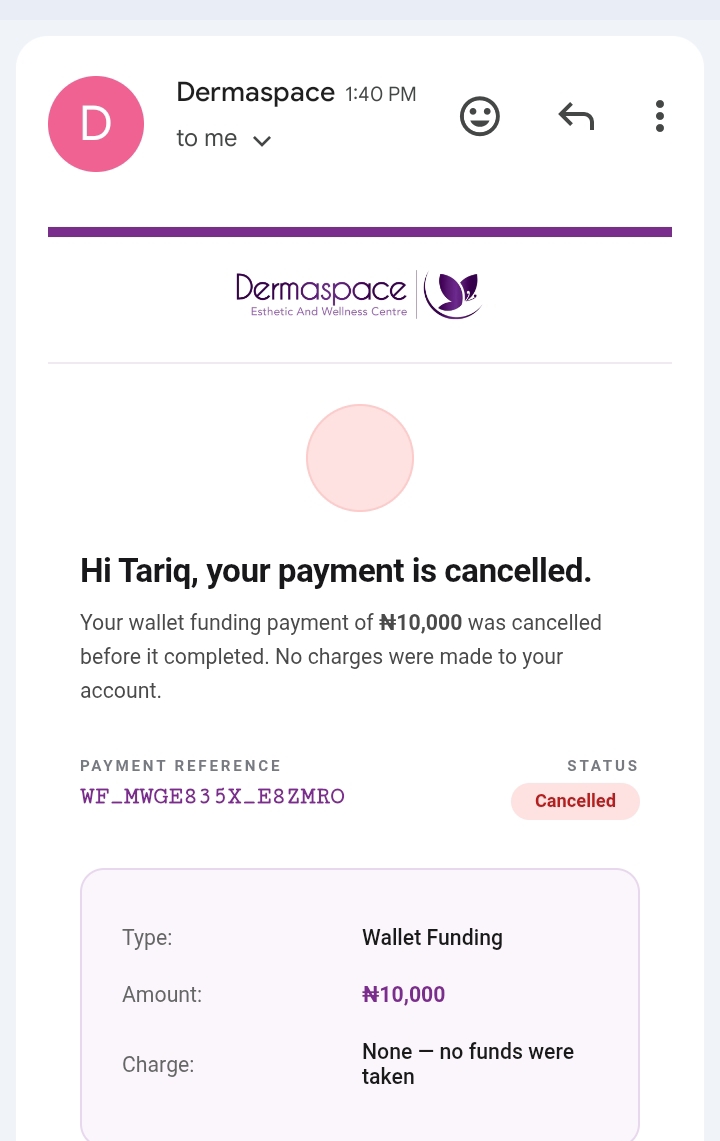 D
Dermaspace 1:40 PM
to me
Dermaspace
Esthetic And Wellness Centre
Hi Tariq, your payment is cancelled.
Your wallet funding payment of ₦10,000 was cancelled
before it completed. No charges were made to your
account.
PAYMENT REFERENCE STATUS
WF_MWGE835X_E8ZMRO Cancelled
Type: Wallet Funding
Amount: ₦10,000
Charge: None — no funds were
taken